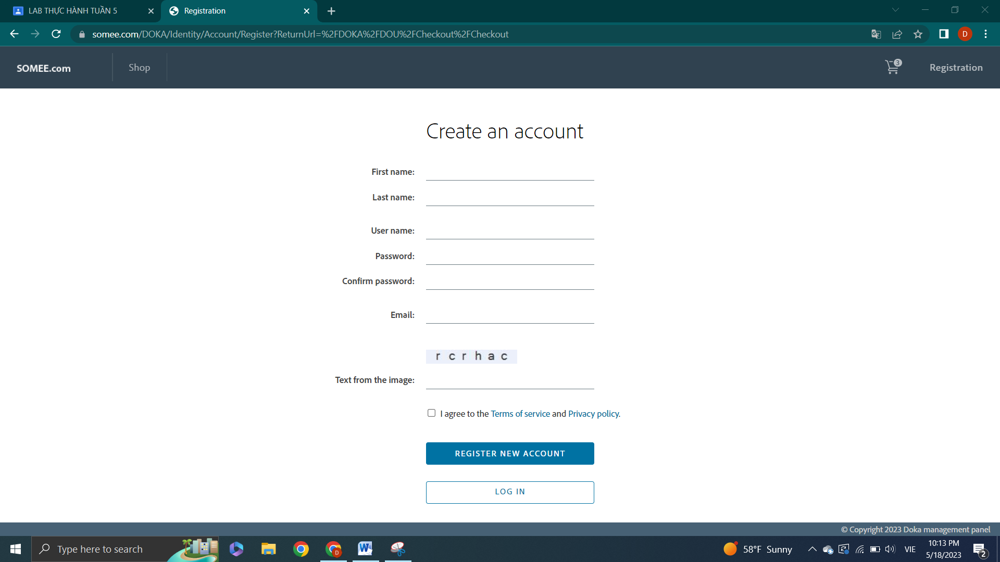 LAB THỰC HÀNH TUẦN 5
Registration
somee.com/DOKA/Identity/Account/Register?ReturnUrl=%2FDOKA%2FDOU%2FCheckout%2FCheckout
D
SOMEE.com
Shop
3
Registration
Create an account
First name:
Last name:
User name:
Password:
Confirm password:
Email:
r c r h a c
Text from the image:
I agree to the Terms of service and Privacy policy.
REGISTER NEW ACCOUNT
LOG IN
© Copyright 2023 Doka management panel
Type here to search
D
58°F Sunny
VIE
10:13 PM
5/18/2023
2